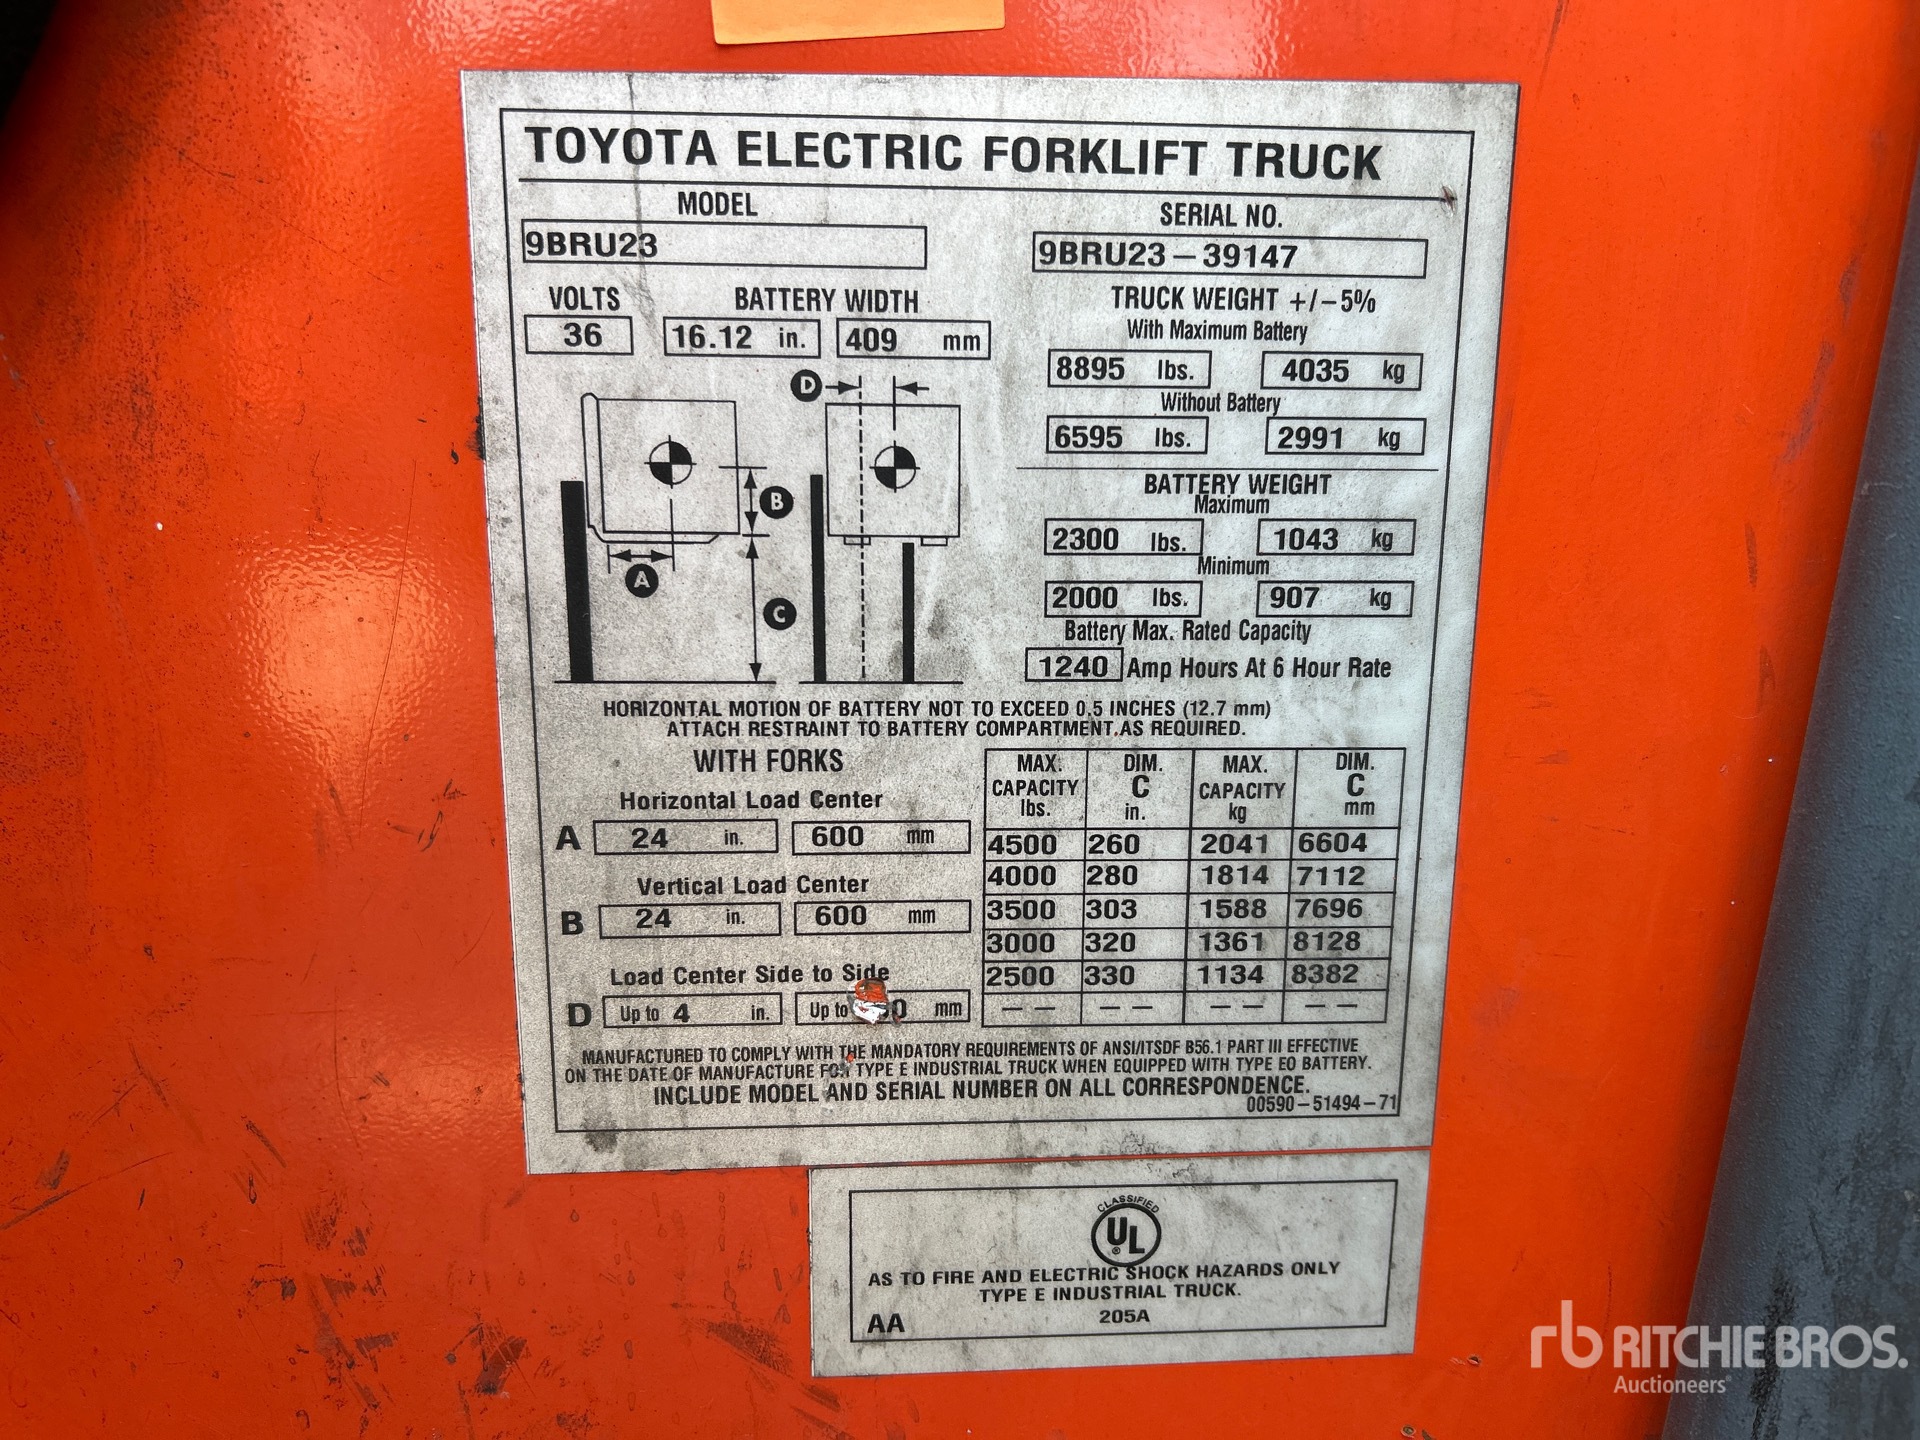 TOYOTA ELECTRIC FORKLIFT TRUCK
MODEL
9BRU23
SERIAL NO.
9BRU23-39147
VOLTS
36
BATTERY WIDTH
16.12 in. 409 mm
TRUCK WEIGHT +/-5%
With Maximum Battery
8895 lbs. 4035 kg
Without Battery
6595 lbs. 2991 kg
D
B
A
C
BATTERY WEIGHT
Maximum
2300 lbs. 1043 kg
Minimum
2000 lbs. 907 kg
Battery Max. Rated Capacity
1240 Amp Hours At 6 Hour Rate
HORIZONTAL MOTION OF BATTERY NOT TO EXCEED 0.5 INCHES (12.7 mm)
ATTACH RESTRAINT TO BATTERY COMPARTMENT AS REQUIRED.
WITH FORKS
Horizontal Load Center
A 24 in. 600 mm
Vertical Load Center
B 24 in. 600 mm
Load Center Side to Side
D Up to 4 in. Up to mm
MAX. CAPACITY lbs. DIM. C in. MAX. CAPACITY kg DIM. C mm
4500 260 2041 6604
4000 280 1814 7112
3500 303 1588 7696
3000 320 1361 8128
2500 330 1134 8382
-- -- -- --
MANUFACTURED TO COMPLY WITH THE MANDATORY REQUIREMENTS OF ANSI/ITSDF B56.1 PART III EFFECTIVE
ON THE DATE OF MANUFACTURE FOR TYPE E INDUSTRIAL TRUCK WHEN EQUIPPED WITH TYPE EO BATTERY.
INCLUDE MODEL AND SERIAL NUMBER ON ALL CORRESPONDENCE.
00590-51494-71
CLASSIFIED
UL®
AS TO FIRE AND ELECTRIC SHOCK HAZARDS ONLY
TYPE E INDUSTRIAL TRUCK.
AA 205A
rb RITCHIE BROS.
Auctioneers